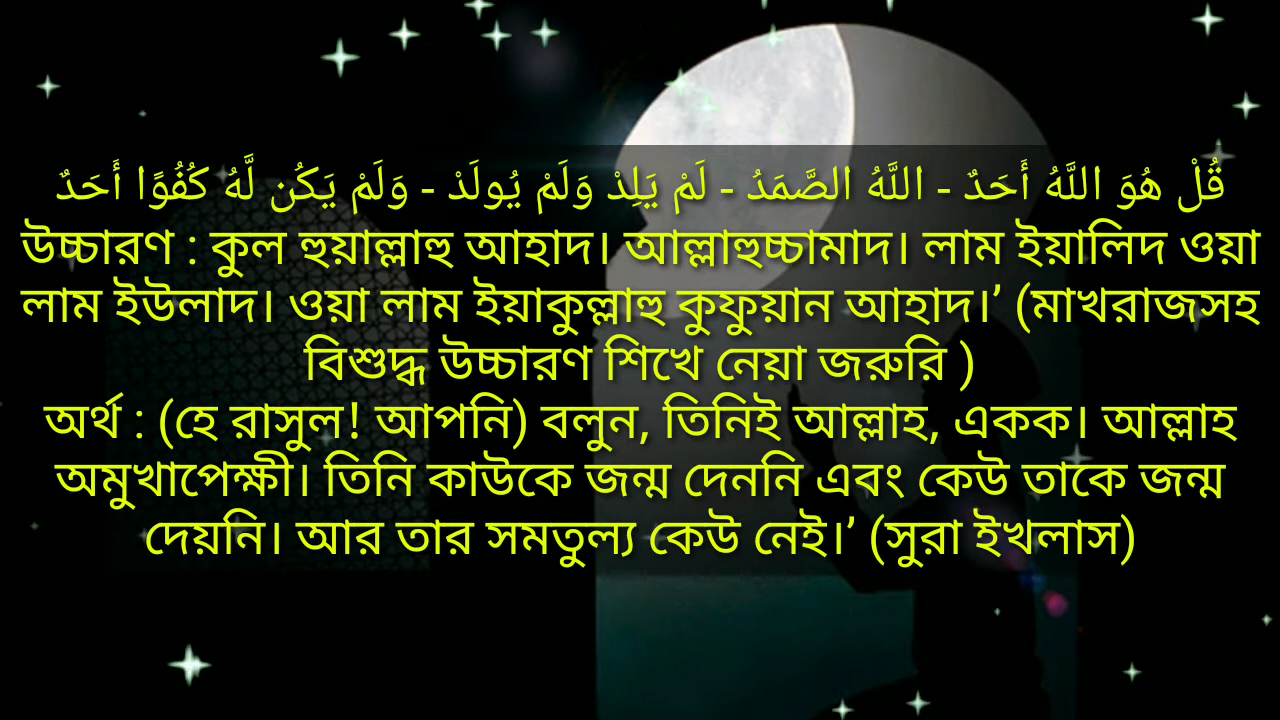 قُلْ هُوَ اللَّهُ أَحَدٌ - اللَّهُ الصَّمَدُ - لَمْ يَلِدْ وَلَمْ يُولَدْ - وَلَمْ يَكُن لَّهُ كُفُوًا أَحَدٌ
উচ্চারণ : কুল হুয়াল্লাহু আহাদ। আল্লাহুচ্চামাদ। লাম ইয়ালিদ ওয়া
লাম ইউলাদ। ওয়া লাম ইয়াকুল্লাহু কুফুয়ান আহাদ।’ (মাখরাজসহ
বিশুদ্ধ উচ্চারণ শিখে নেয়া জরুরি )
অর্থ : (হে রাসুল! আপনি) বলুন, তিনিই আল্লাহ, একক। আল্লাহ
অমুখাপেক্ষী। তিনি কাউকে জন্ম দেননি এবং কেউ তাকে জন্ম
দেয়নি। আর তার সমতুল্য কেউ নেই।’ (সুরা ইখলাস)